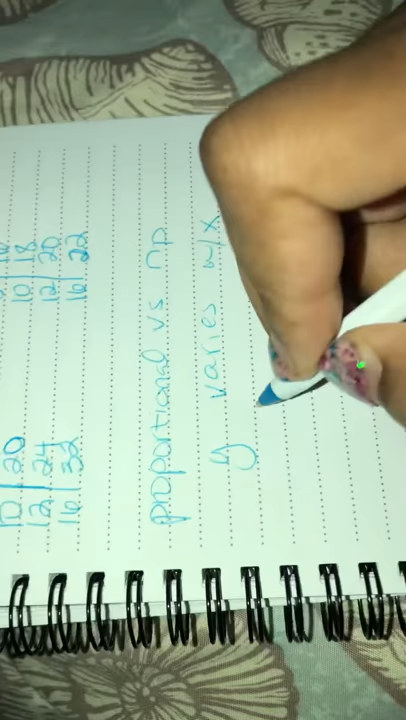 10 | 20 10 | 18
12 | 24 12 | 20
16 | 32 16 | 22
proportional vs np
y varies w/x